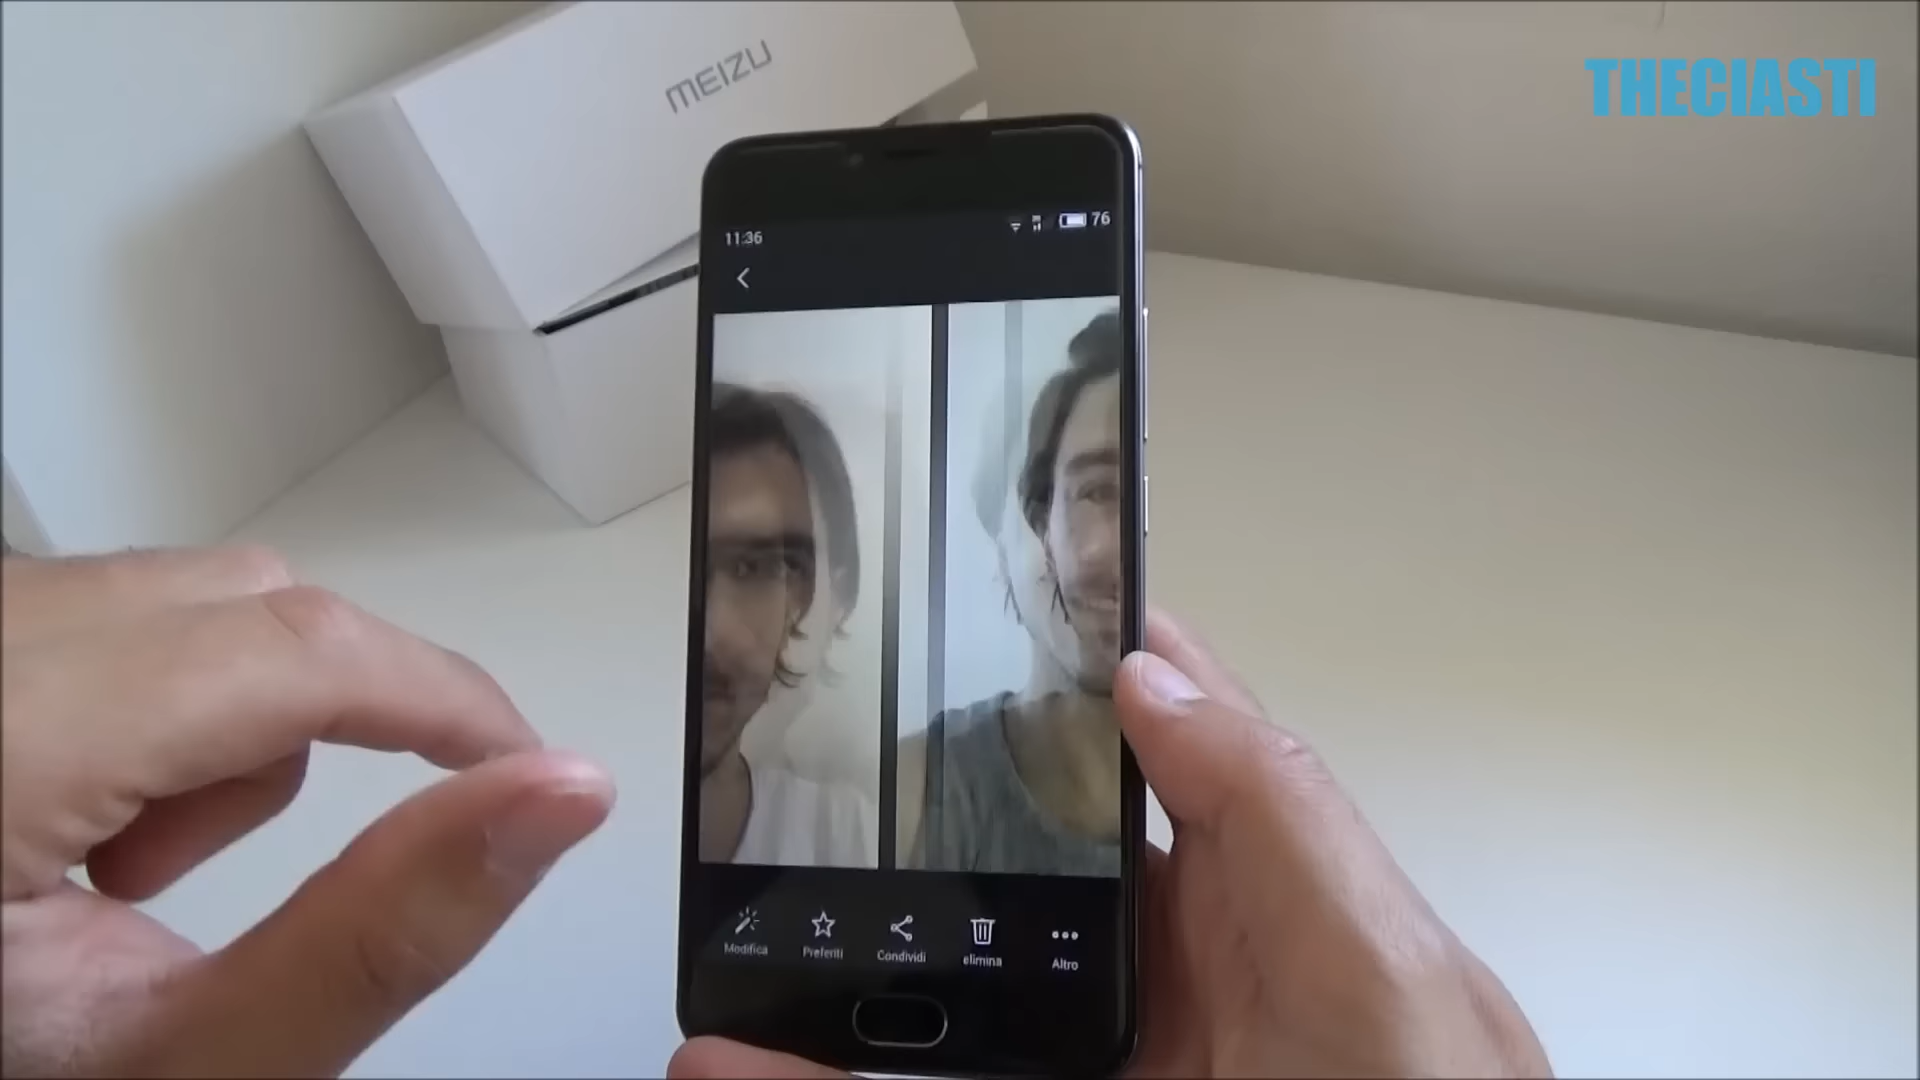 MEIZU
THECIASTI
11:36
76
Modifica
Preferiti
Condividi
elimina
Altro